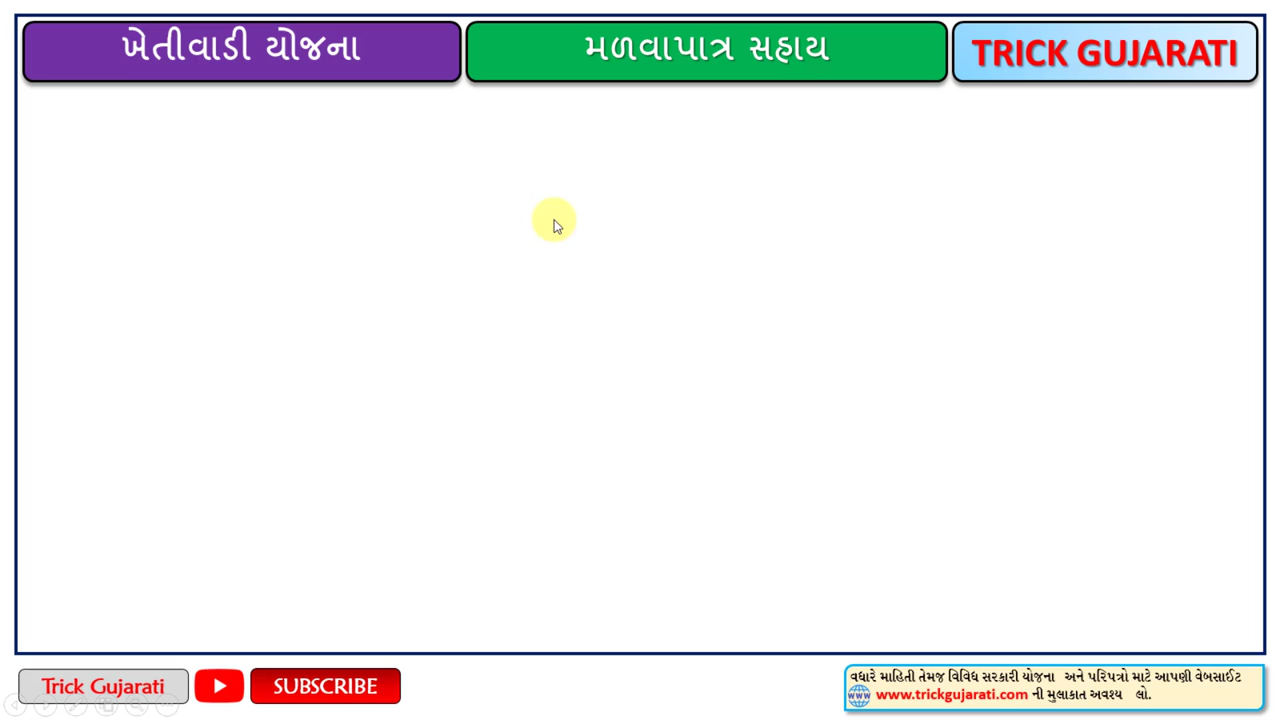 ખેતીવાડી યોજના
મળવાપાત્ર સહાય
TRICK GUJARATI
Trick Gujarati
SUBSCRIBE
વધારે માહિતી તેમજ વિવિધ સરકારી યોજના અને પરિપત્રો માટે આપણી વેબસાઈટ
www www.trickgujarati.com ની મુલાકાત અવશ્ય લો.